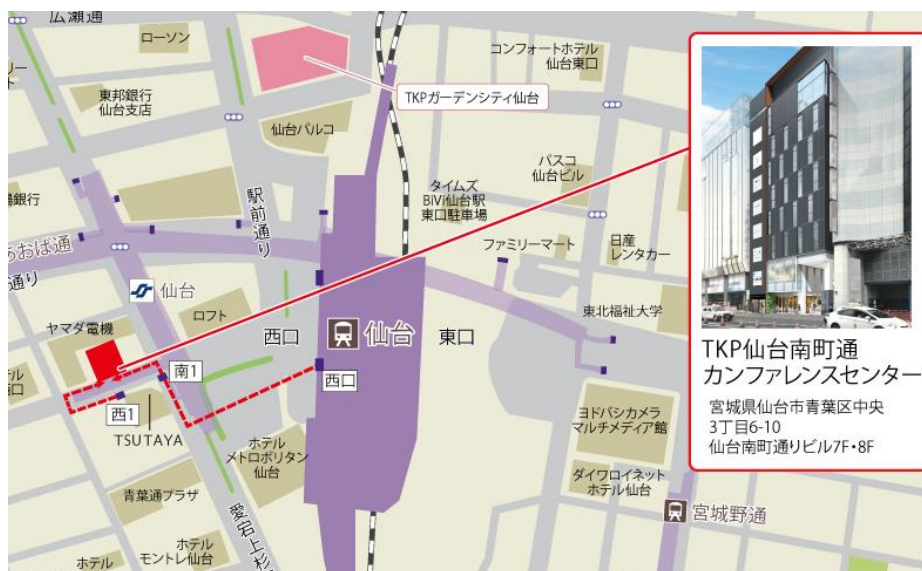 広瀬通
ローソン
東邦銀行
仙台支店
TKPガーデンシティ仙台
仙台パルコ
コンフォートホテル
仙台東口
パスコ
仙台ビル
タイムズ
BiVi仙台駅
東口駐車場
駅前通り
銀行
あおば通
通り
ファミリーマート
日産
レンタカー
仙台
ロフト
ヤマダ電機
西口
仙台
東口
東北福祉大学
南1
西口
西1
TSUTAYA
ホテル
メトロポリタン
仙台
ヨドバシカメラ
マルチメディア館
ダイワロイネット
ホテル仙台
青葉通プラザ
愛宕上杉
宮城野通
ホテル
ホテル
モントレ仙台
TKP仙台南町通
カンファレンスセンター
宮城県仙台市青葉区中央
3丁目6-10
仙台南町通りビル7F・8F